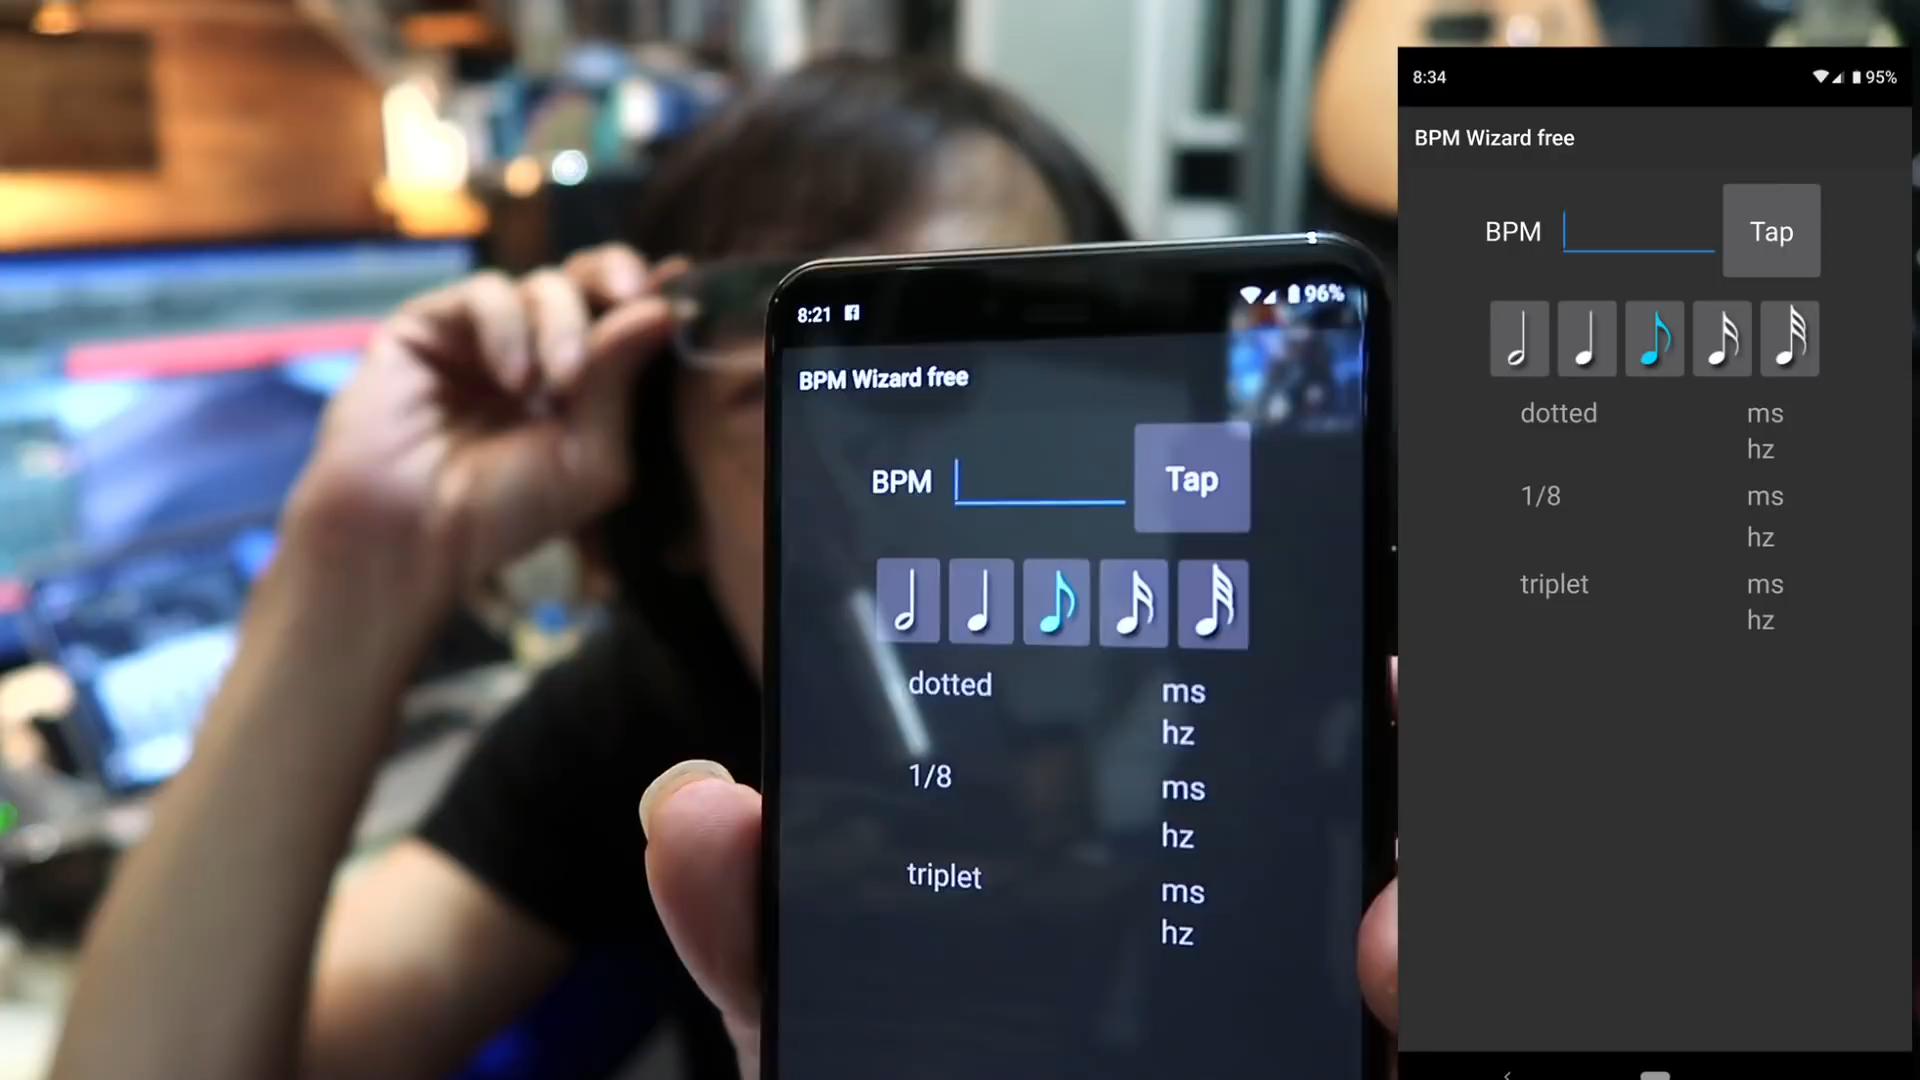 8:21 96%
BPM Wizard free
BPM Tap
dotted ms
hz
1/8 ms
hz
triplet ms
hz
8:34 95%
BPM Wizard free
BPM Tap
dotted ms
hz
1/8 ms
hz
triplet ms
hz